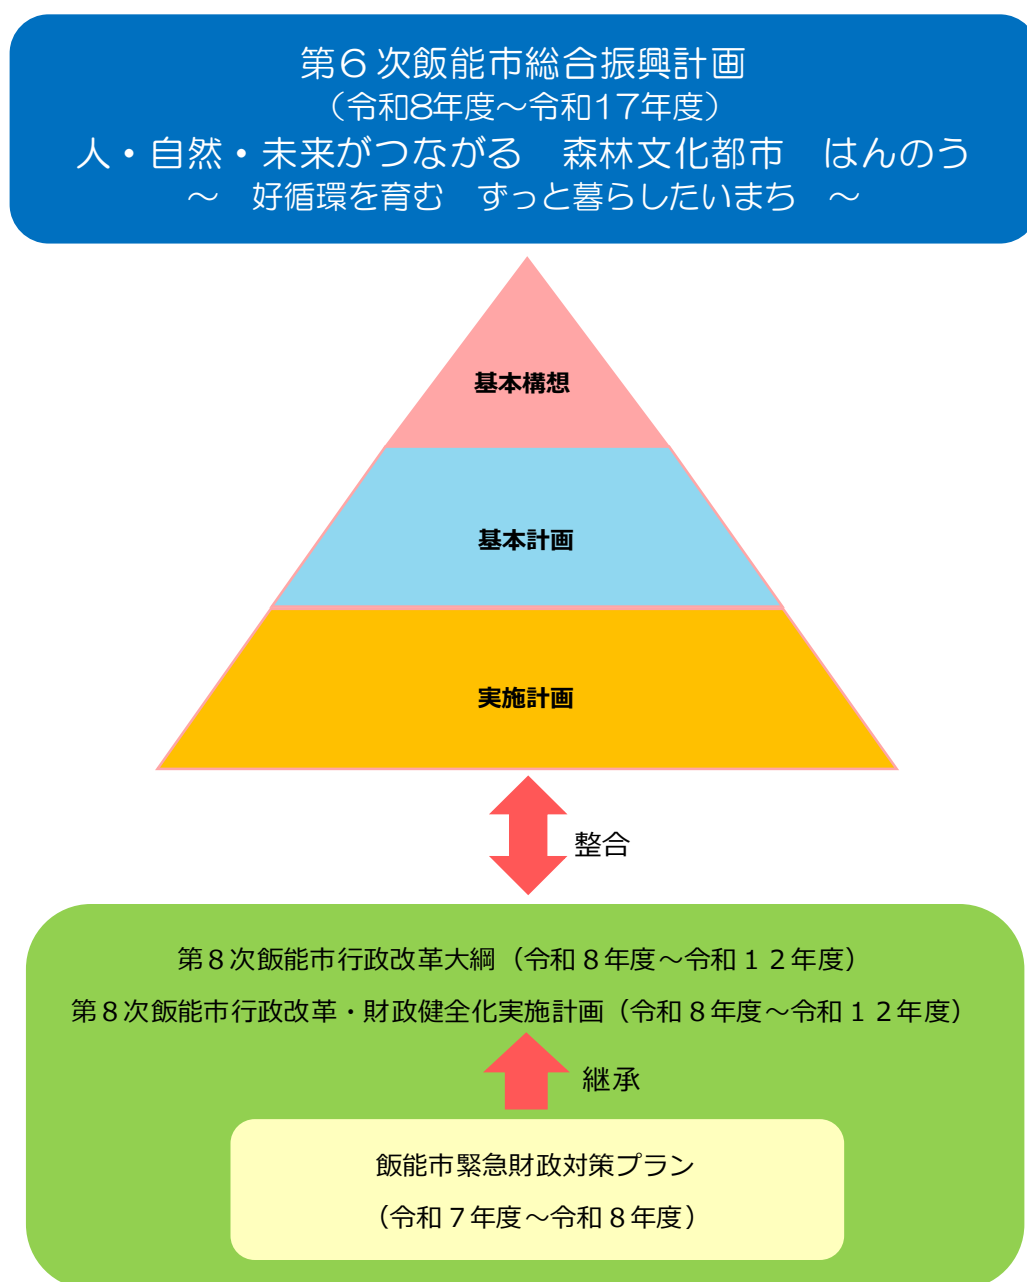 第６次飯能市総合振興計画
（令和8年度～令和17年度）
人・自然・未来がつながる　森林文化都市　はんのう
～　好循環を育む　ずっと暮らしたいまち　～
基本構想
基本計画
実施計画
整合
第８次飯能市行政改革大綱（令和８年度～令和１２年度）
第８次飯能市行政改革・財政健全化実施計画（令和８年度～令和１２年度）
継承
飯能市緊急財政対策プラン
（令和７年度～令和８年度）